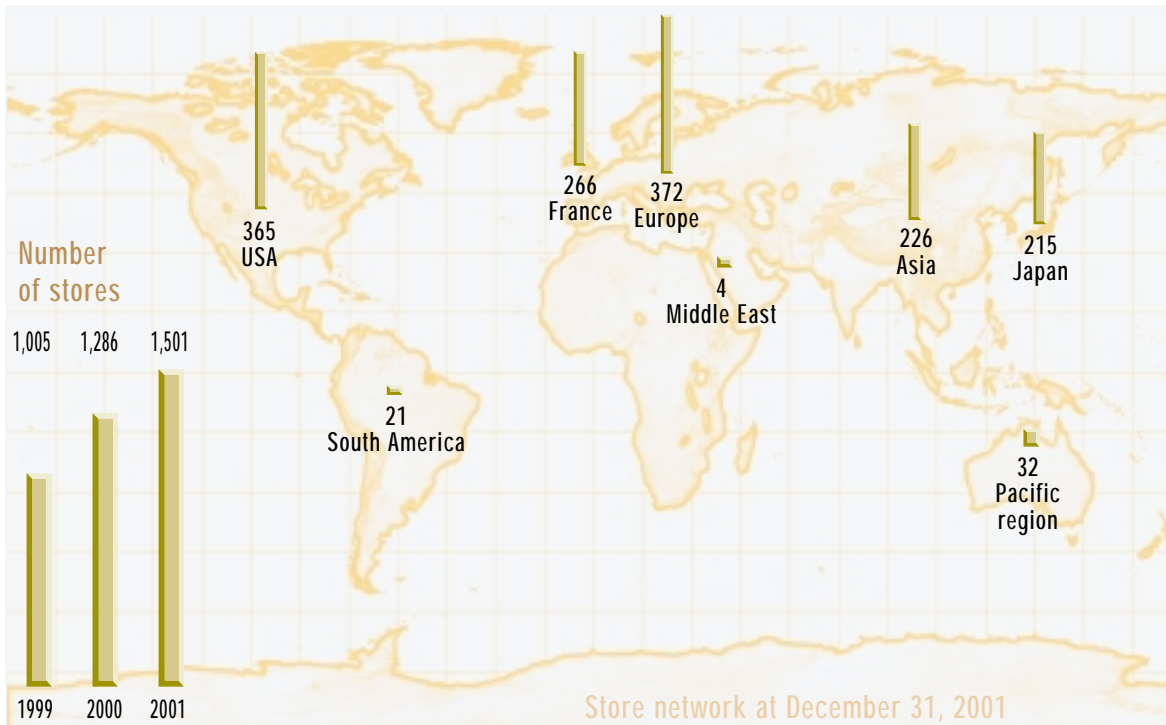 365
USA
266
France
372
Europe
226
Asia
215
Japan
4
Middle East
21
South America
32
Pacific
region
Number
of stores
1,005 1,286 1,501
1999 2000 2001
Store network at December 31, 2001